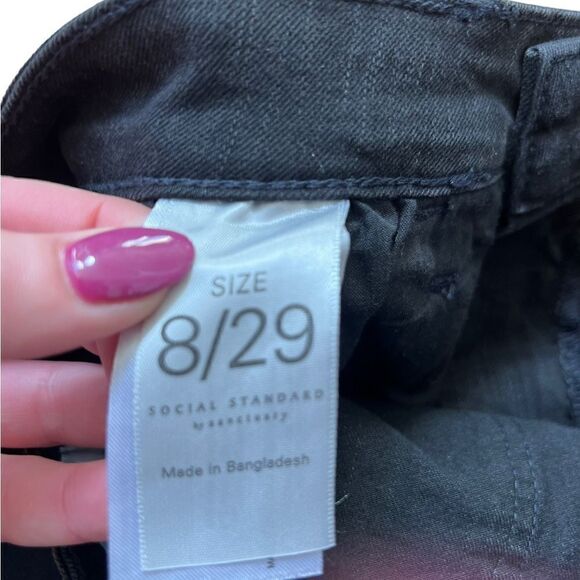 SIZE
8/29
SOCIAL STANDARD
by sanctuary
Made in Bangladesh